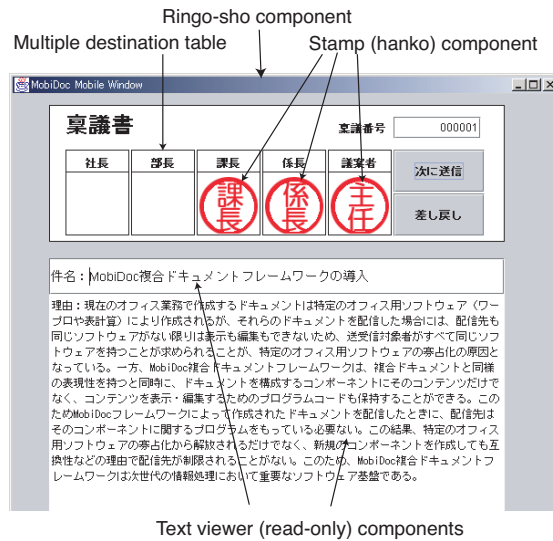 Ringo-sho component
Multiple destination table
Stamp (hanko) component
MobiDoc Mobile Window
稟議書
稟議番号
000001
社長 部長 課長 係長 議案者
課長
係長
主任
次に送信
差し戻し
件名：MobiDoc複合ドキュメントフレームワークの導入
理由：現在のオフィス業務で作成するドキュメントは特定のオフィス用ソフトウェア（ワー
プロや表計算）により作成されるが、それらのドキュメントを配信した場合には、配信先も
同じソフトウェアがない限りは表示も編集もできないため、送受信対象者がすべて同じソフ
トウェアを持つことが求められることが、特定のオフィス用ソフトウェアの寡占化の原因と
なっている。一方、MobiDoc複合ドキュメントフレームワークは、複合ドキュメントと同様
の表現性を持つと同時に、ドキュメントを構成するコンポーネントにそのコンテンツだけで
なく、コンテンツを表示・編集するためのプログラムコードも保持することができる。この
ためMobiDocフレームワークによって作成されたドキュメントを配信したときに、配信先は
そのコンポーネントに関するプログラムをもっている必要ない。この結果、特定のオフィス
用ソフトウェアの寡占化から解放されるだけでなく、新規のコンポーネントを作成しても互
換性などの理由で配信先が制限されることがない。このため、MobiDoc複合ドキュメントフ
レームワークは次世代の情報処理において重要なソフトウェア基盤である。
Text viewer (read-only) components